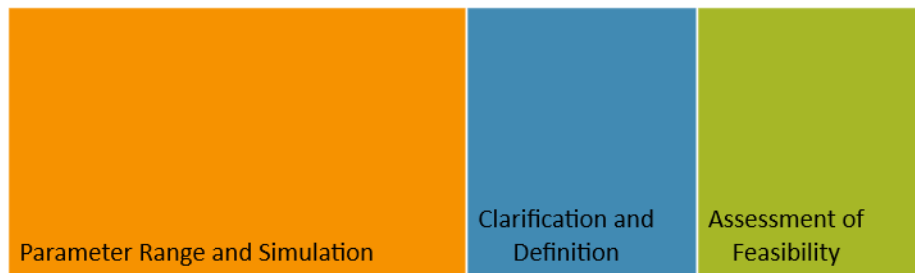 Parameter Range and Simulation
Clarification and
Definition
Assessment of
Feasibility